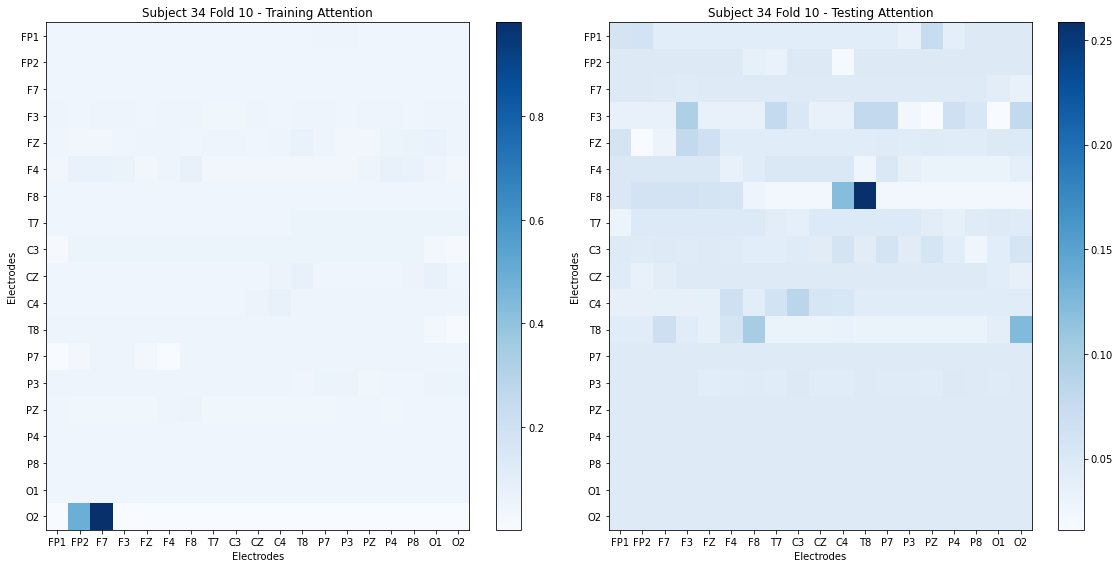 Subject 34 Fold 10 - Training Attention
Electrodes
FP1
FP2
F7
F3
FZ
F4
F8
T7
C3
CZ
C4
T8
P7
P3
PZ
P4
P8
O1
O2
FP1 FP2 F7 F3 FZ F4 F8 T7 C3 CZ C4 T8 P7 P3 PZ P4 P8 O1 O2
Electrodes
0.8
0.6
0.4
0.2
Subject 34 Fold 10 - Testing Attention
Electrodes
FP1
FP2
F7
F3
FZ
F4
F8
T7
C3
CZ
C4
T8
P7
P3
PZ
P4
P8
O1
O2
FP1 FP2 F7 F3 FZ F4 F8 T7 C3 CZ C4 T8 P7 P3 PZ P4 P8 O1 O2
Electrodes
0.25
0.20
0.15
0.10
0.05